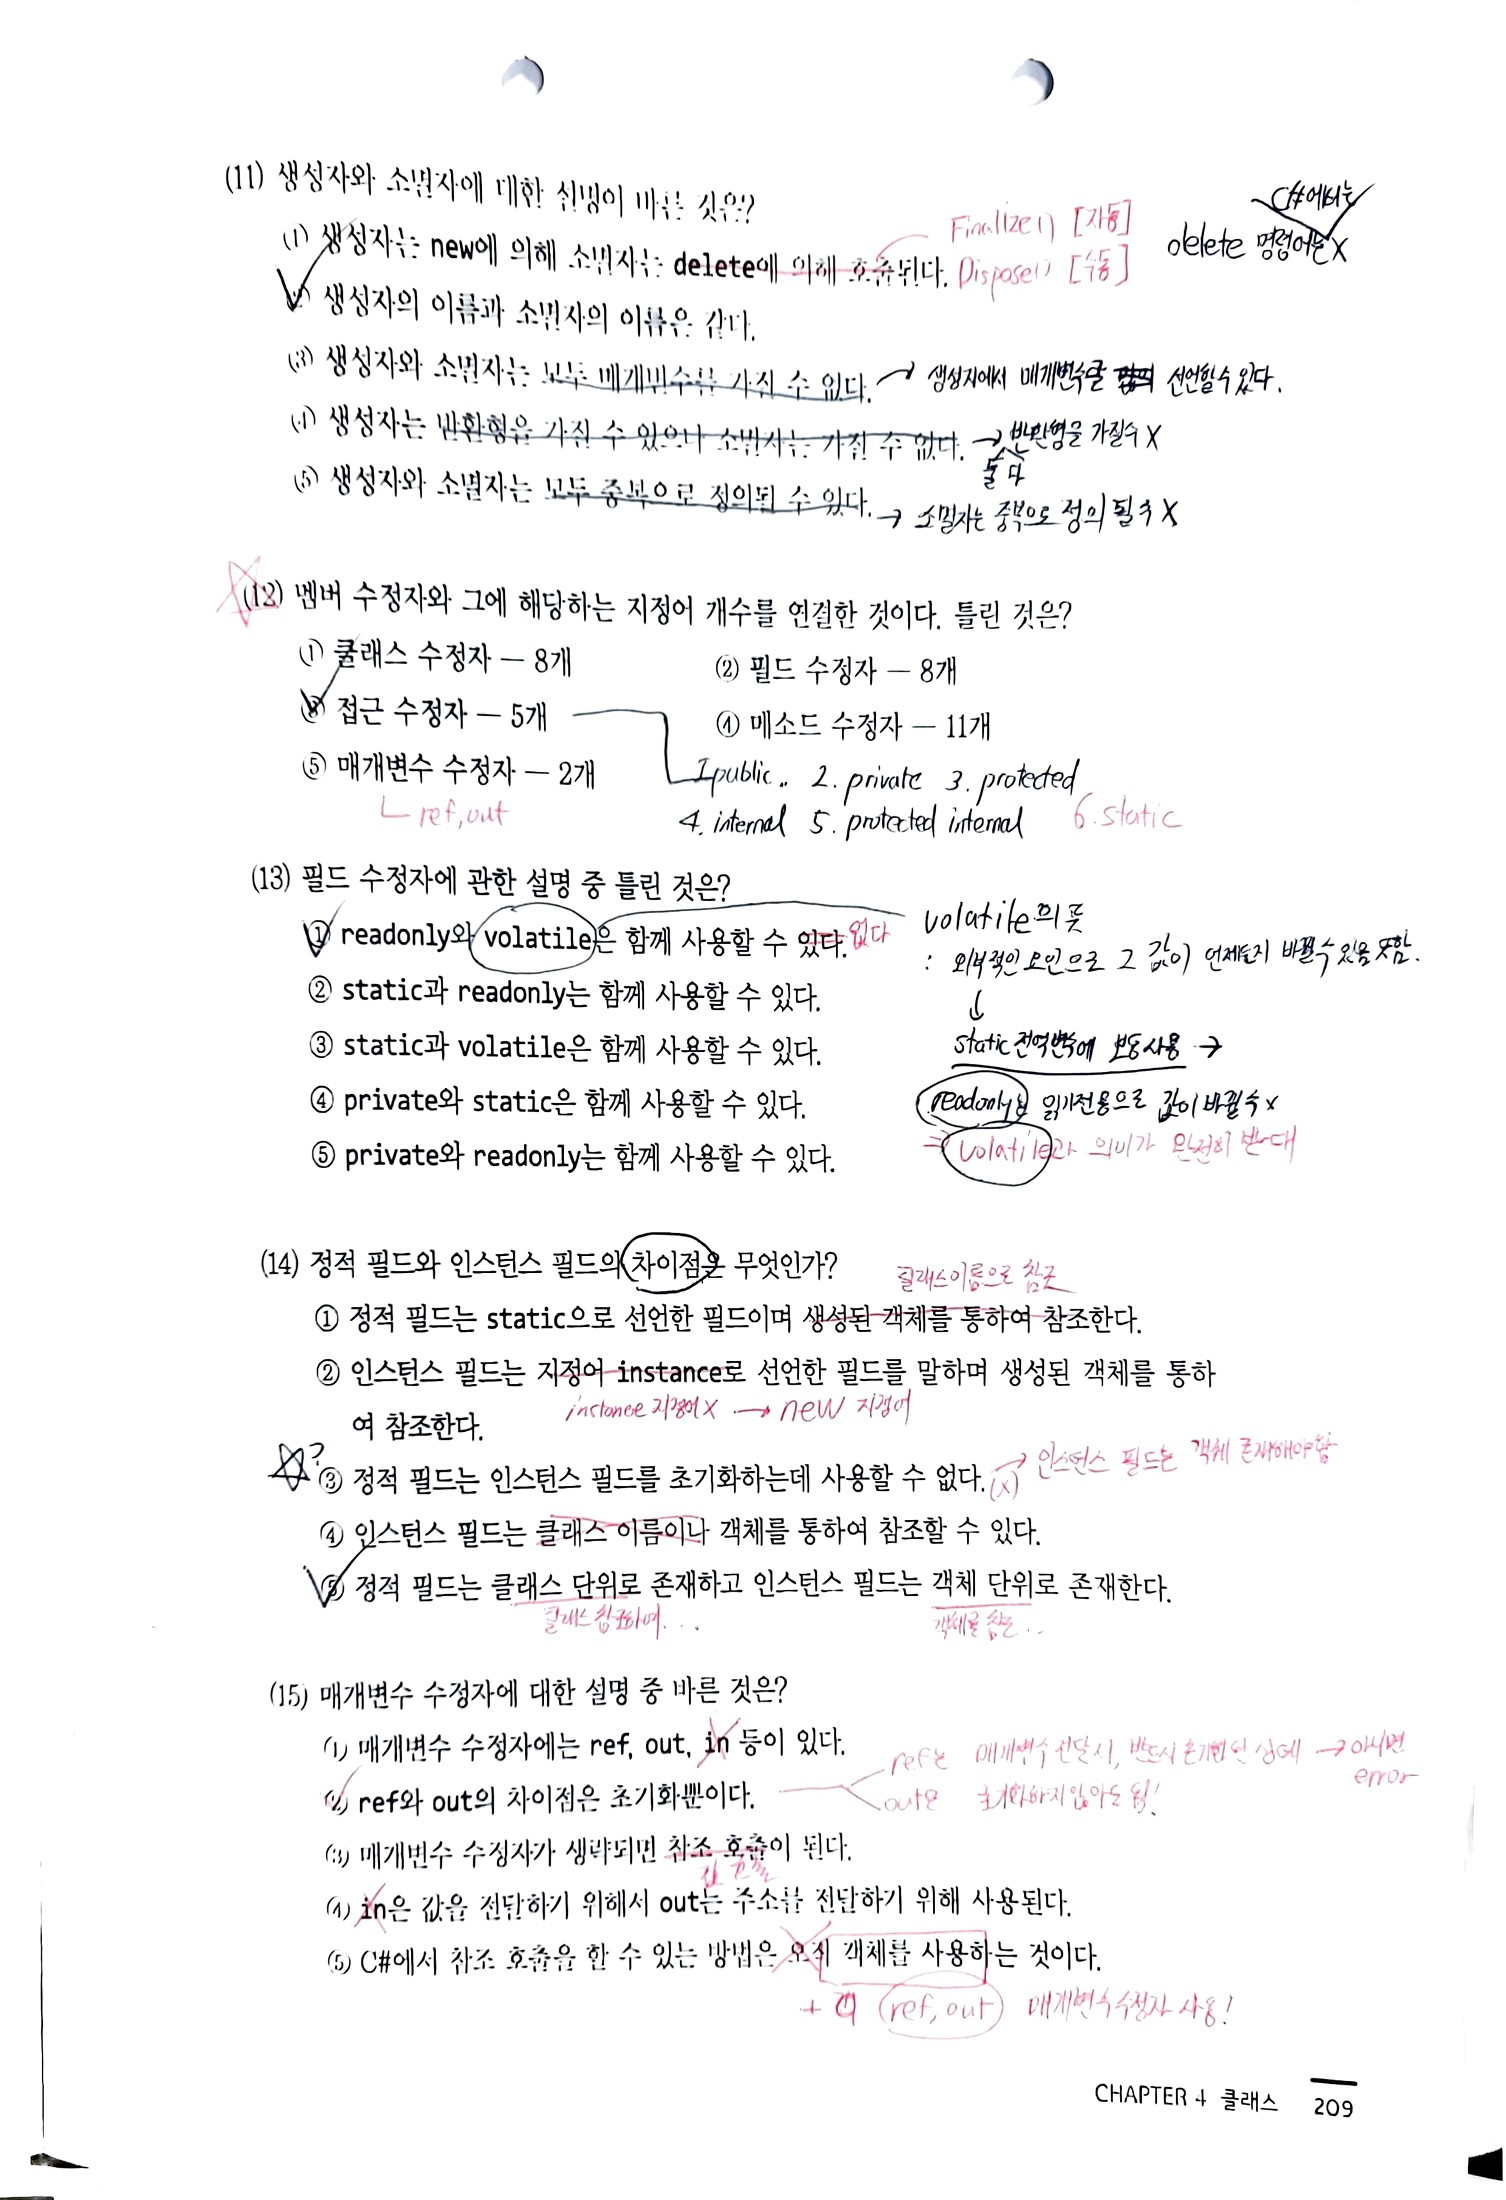 (11) 생성자와 소멸자에 대한 설명이 바른 것은?
C#에서는
Finalize() [자동]
delete 명령어는 X
(1) 생성자는 new에 의해 소멸자는 delete에 의해 호출된다. Dispose() [수동]
(2) 생성자의 이름과 소멸자의 이름은 같다.
(3) 생성자와 소멸자는 모두 매개변수를 가질 수 없다. → 생성자에서 매개변수를 선언할 수 있다.
(4) 생성자는 반환형을 가질 수 있으나 소멸자는 가질 수 없다. → 반환형을 가질수 X
둘 다
(5) 생성자와 소멸자는 모두 중복으로 정의될 수 있다. → 소멸자는 중복으로 정의 될 수 X
(12) 멤버 수정자와 그에 해당하는 지정어 개수를 연결한 것이다. 틀린 것은?
(1) 클래스 수정자 — 8개
② 필드 수정자 — 8개
③ 접근 수정자 — 5개
④ 메소드 수정자 — 11개
⑤ 매개변수 수정자 — 2개
1 public.. 2. private 3. protected
ref, out
4. internal 5. protected internal 6. static
(13) 필드 수정자에 관한 설명 중 틀린 것은?
volatile의 뜻
① readonly와 volatile은 함께 사용할 수 있다. 없다
: 외부적인 요인으로 그 값이 언제든지 바뀔 수 있음 뜻함.
② static과 readonly는 함께 사용할 수 있다.
↓
③ static과 volatile은 함께 사용할 수 있다.
static 전역변수에 보통 사용 →
④ private와 static은 함께 사용할 수 있다.
readonly는 읽기전용으로 값이 바뀔 수 x
⑤ private와 readonly는 함께 사용할 수 있다.
⇒ volatile과 의미가 완전히 반대
(14) 정적 필드와 인스턴스 필드의 차이점은 무엇인가?
클래스이름으로 참조
① 정적 필드는 static으로 선언한 필드이며 생성된 객체를 통하여 참조한다.
② 인스턴스 필드는 지정어 instance로 선언한 필드를 말하며 생성된 객체를 통하
instance 지정어 x → new 지정어
여 참조한다.
?
③ 정적 필드는 인스턴스 필드를 초기화하는데 사용할 수 없다. (x) → 인스턴스 필드는 객체 존재해야함
④ 인스턴스 필드는 클래스 이름이나 객체를 통하여 참조할 수 있다.
⑤ 정적 필드는 클래스 단위로 존재하고 인스턴스 필드는 객체 단위로 존재한다.
클래스 참조하여... 객체를 참조..
(15) 매개변수 수정자에 대한 설명 중 바른 것은?
(1) 매개변수 수정자에는 ref, out, in 등이 있다.
ref는 매개변수 전달시, 반드시 초기화된 상태 → 아니면 error
(2) ref와 out의 차이점은 초기화뿐이다.
out은 초기화하지 않아도 됨!
(3) 매개변수 수정자가 생략되면 참조 호출이 된다.
값 호출
(4) in은 값을 전달하기 위해서 out는 주소를 전달하기 위해 사용된다.
(5) C#에서 참조 호출을 할 수 있는 방법은 오직 객체를 사용하는 것이다.
+ (ref, out) 매개변수 수정자 사용!
CHAPTER 4 클래스 209